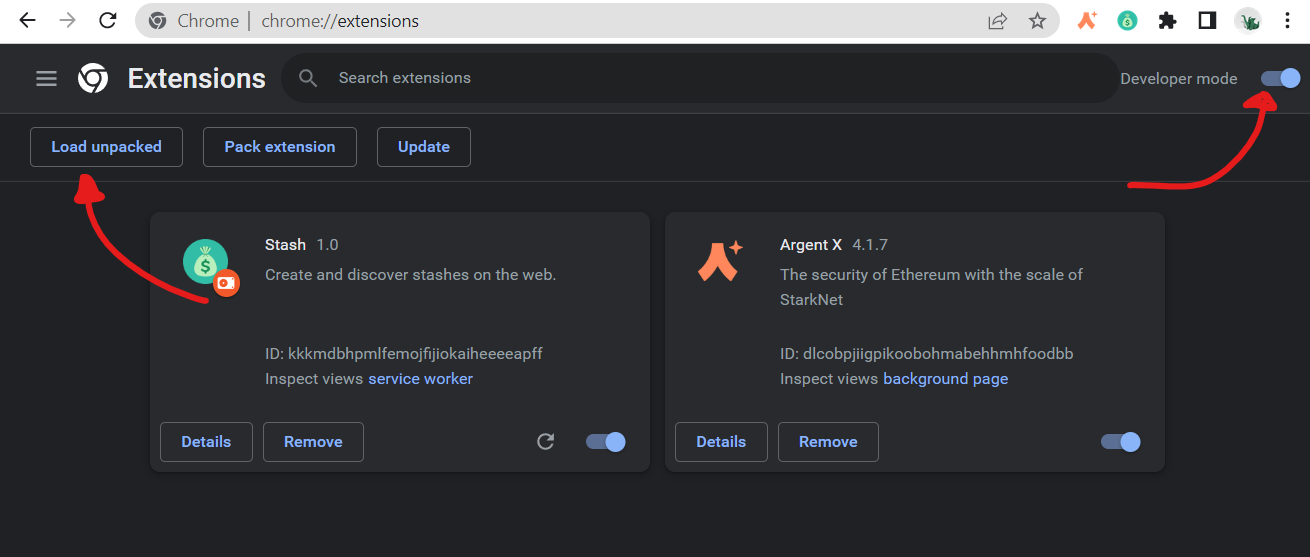 Chrome | chrome://extensions
Extensions
Search extensions
Developer mode
Load unpacked
Pack extension
Update
Stash 1.0
Create and discover stashes on the web.
ID: kkkmdbhpmlfemojfijiokaiheeeeapff
Inspect views service worker
Details
Remove
Argent X 4.1.7
The security of Ethereum with the scale of
StarkNet
ID: dlcobpjiigpikoobohmabehhmhfoodbb
Inspect views background page
Details
Remove